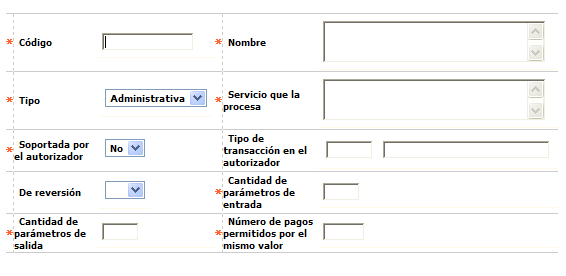 * Código * Nombre
* Tipo Administrativa * Servicio que la
procesa
* Soportada por
el autorizador No Tipo de
transacción en el
autorizador
De reversión * Cantidad de
parámetros de
entrada
* Cantidad de
parámetros de
salida * Número de pagos
permitidos por el
mismo valor